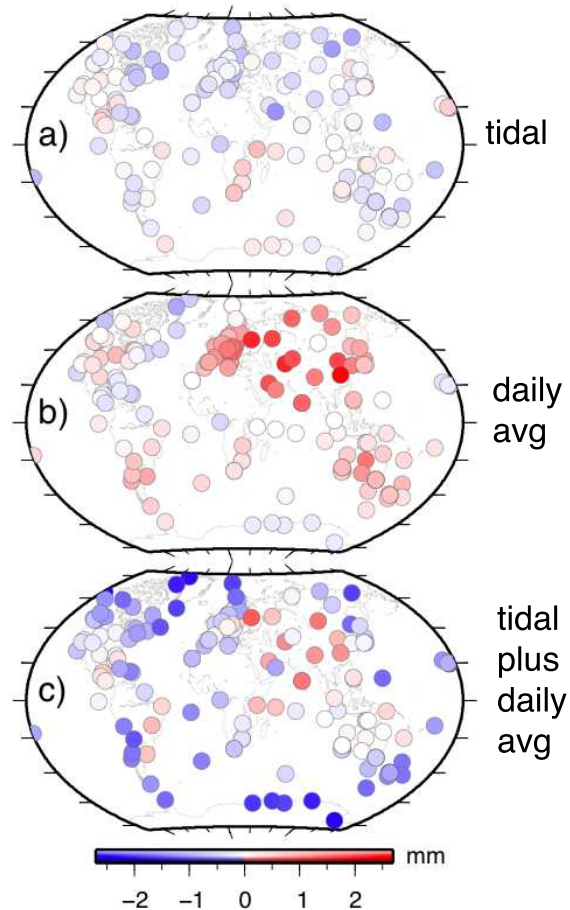 a)
tidal
b)
daily
avg
c)
tidal
plus
daily
avg
mm
−2 −1 0 1 2